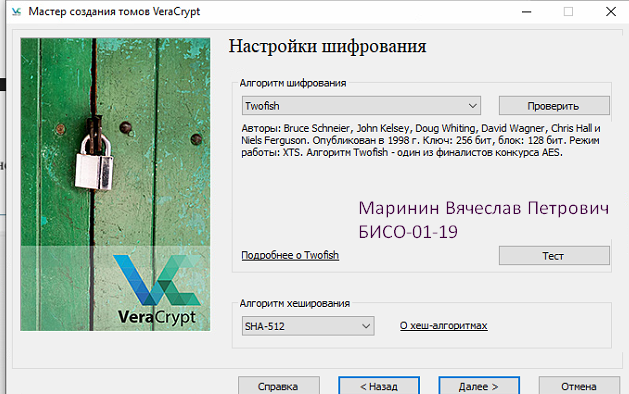 Мастер создания томов VeraCrypt
Настройки шифрования
Алгоритм шифрования
Twofish
Проверить
Авторы: Bruce Schneier, John Kelsey, Doug Whiting, David Wagner, Chris Hall и
Niels Ferguson. Опубликован в 1998 г. Ключ: 256 бит, блок: 128 бит. Режим
работы: XTS. Алгоритм Twofish - один из финалистов конкурса AES.
Маринин Вячеслав Петрович
БИСО-01-19
Подробнее о Twofish
Тест
VeraCrypt
Алгоритм хеширования
SHA-512
О хеш-алгоритмах
Справка
< Назад
Далее >
Отмена